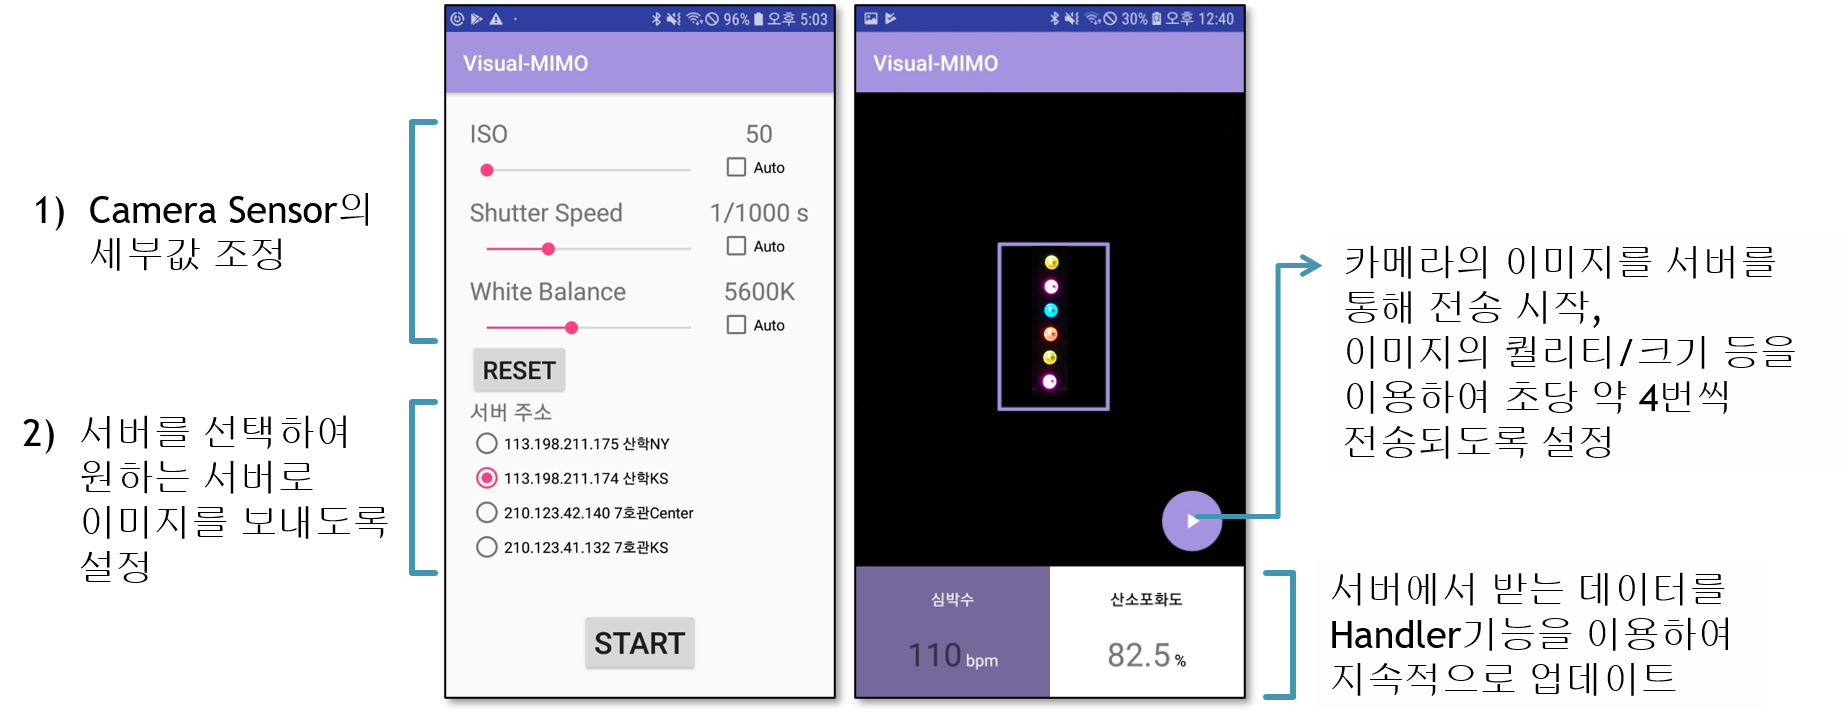 1) Camera Sensor의
세부값 조정
2) 서버를 선택하여
원하는 서버로
이미지를 보내도록
설정
96% 오후 5:03
Visual-MIMO
ISO 50
Auto
Shutter Speed 1/1000 s
Auto
White Balance 5600K
Auto
RESET
서버 주소
113.198.211.175 산학NY
113.198.211.174 산학KS
210.123.42.140 7호관Center
210.123.41.132 7호관KS
START
30% 오후 12:40
Visual-MIMO
심박수
110 bpm
산소포화도
82.5 %
카메라의 이미지를 서버를
통해 전송 시작,
이미지의 퀄리티/크기 등을
이용하여 초당 약 4번씩
전송되도록 설정
서버에서 받는 데이터를
Handler기능을 이용하여
지속적으로 업데이트